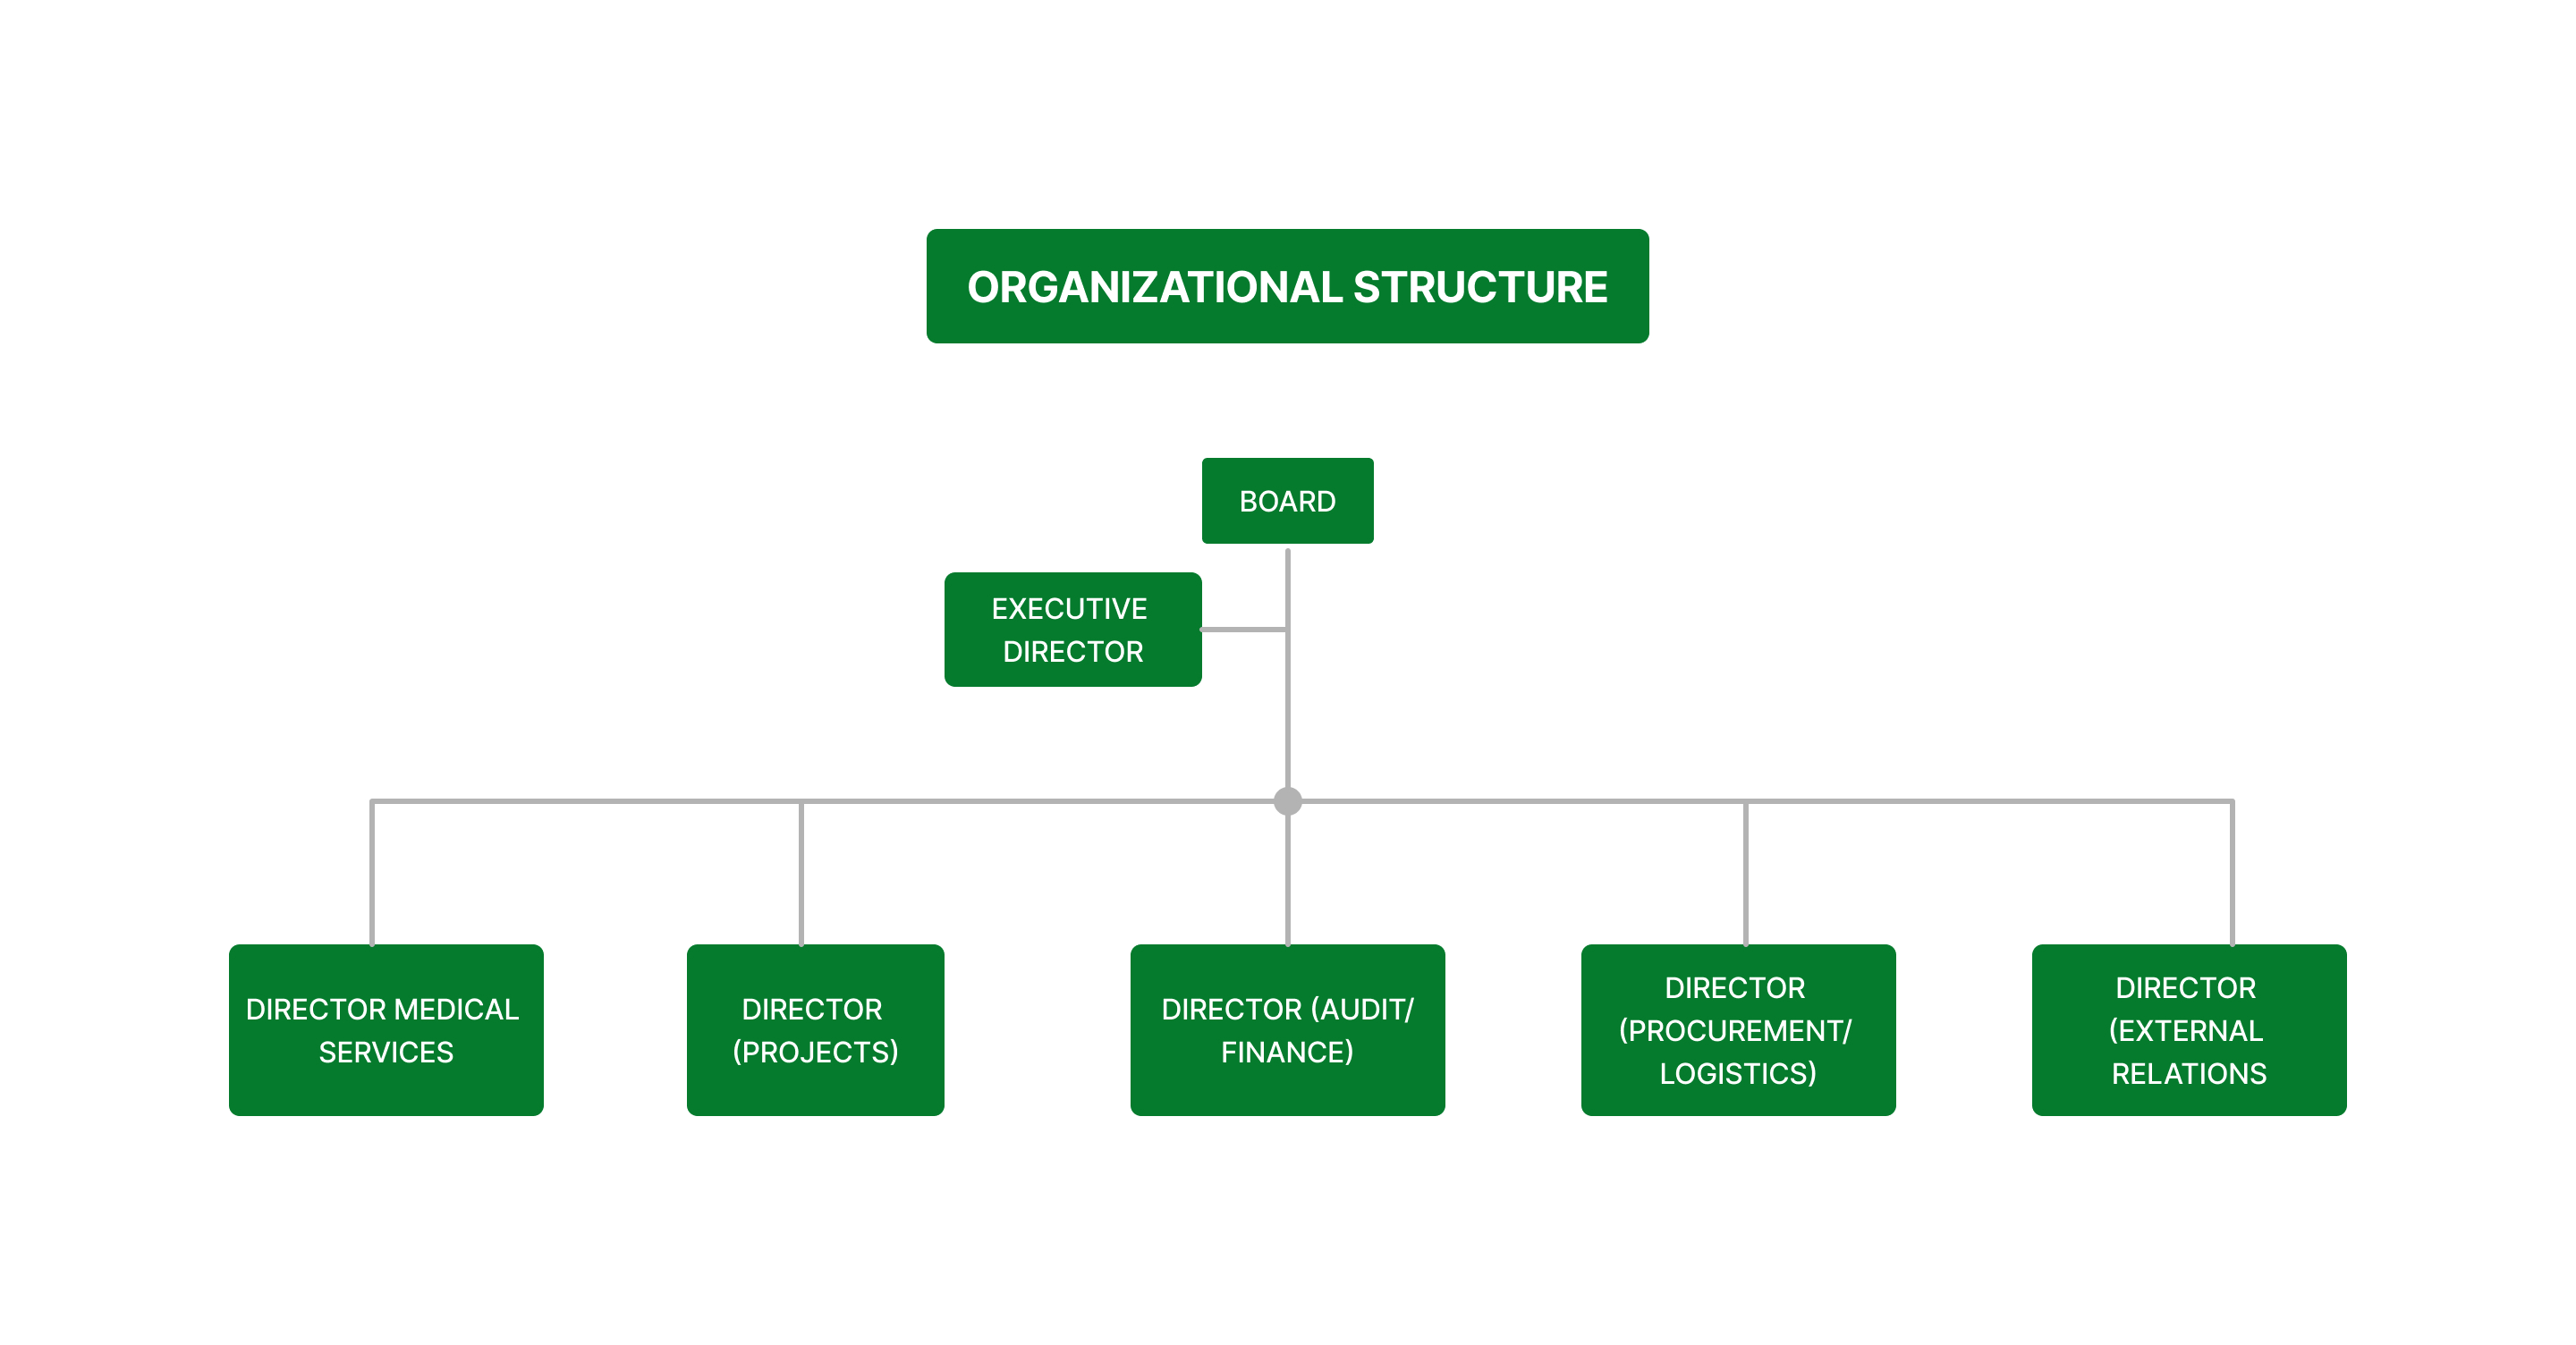 ORGANIZATIONAL STRUCTURE
BOARD
EXECUTIVE
DIRECTOR
DIRECTOR MEDICAL
SERVICES
DIRECTOR
(PROJECTS)
DIRECTOR (AUDIT/
FINANCE)
DIRECTOR
(PROCUREMENT/
LOGISTICS)
DIRECTOR
(EXTERNAL
RELATIONS